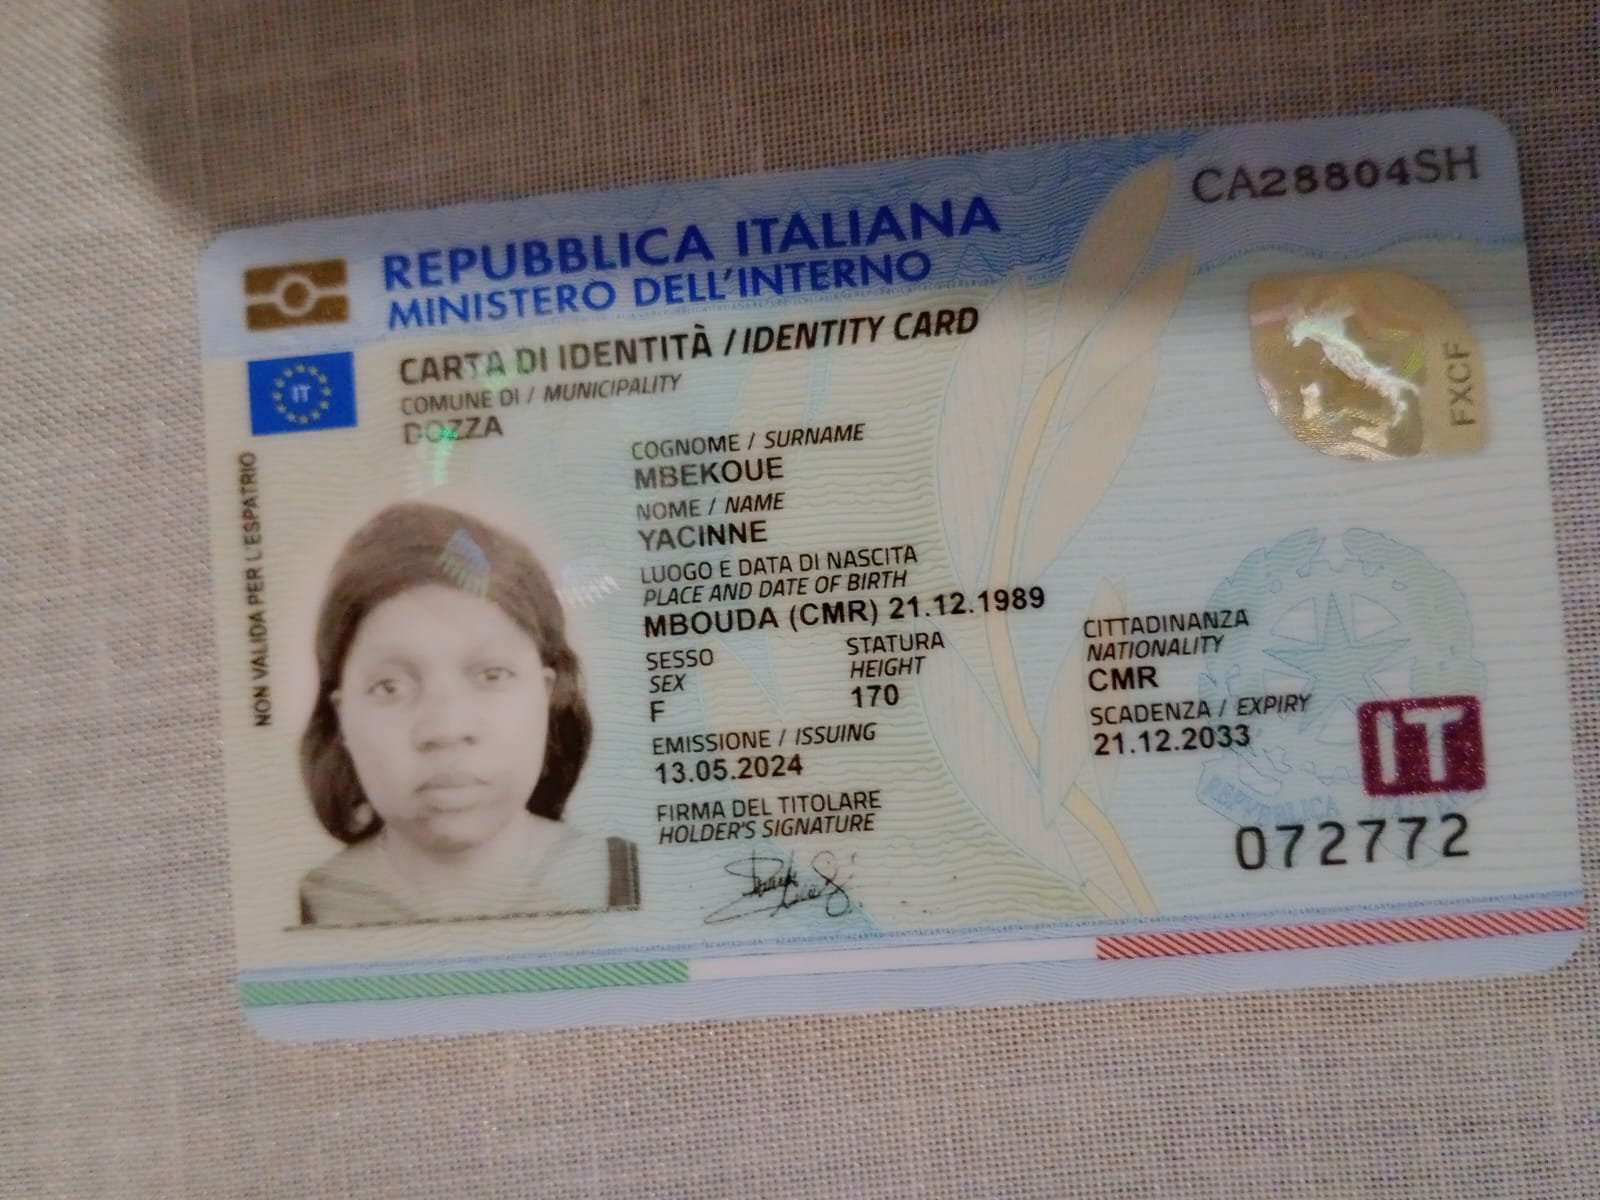 CA28804SH
REPUBBLICA ITALIANA
MINISTERO DELL'INTERNO
CARTA DI IDENTITÀ / IDENTITY CARD
COMUNE DI / MUNICIPALITY
DOZZA
IT
FXCF
NON VALIDA PER L'ESPATRIO
COGNOME / SURNAME
MBEKOUE
NOME / NAME
YACINNE
LUOGO E DATA DI NASCITA
PLACE AND DATE OF BIRTH
MBOUDA (CMR) 21.12.1989
SESSO
SEX
F
STATURA
HEIGHT
170
CITTADINANZA
NATIONALITY
CMR
EMISSIONE / ISSUING
13.05.2024
SCADENZA / EXPIRY
21.12.2033
IT
FIRMA DEL TITOLARE
HOLDER'S SIGNATURE
REPVBBLICA ITALIANA
072772